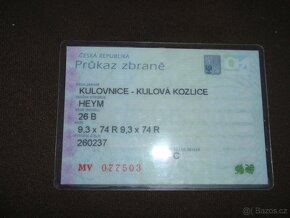 ČESKÁ REPUBLIKA
Průkaz zbraně
KULOVNICE - KULOVÁ KOZLICE
HEYM
26 B
9,3 x 74 R 9,3 x 74 R
260237
C
MV 077503
bazos.cz